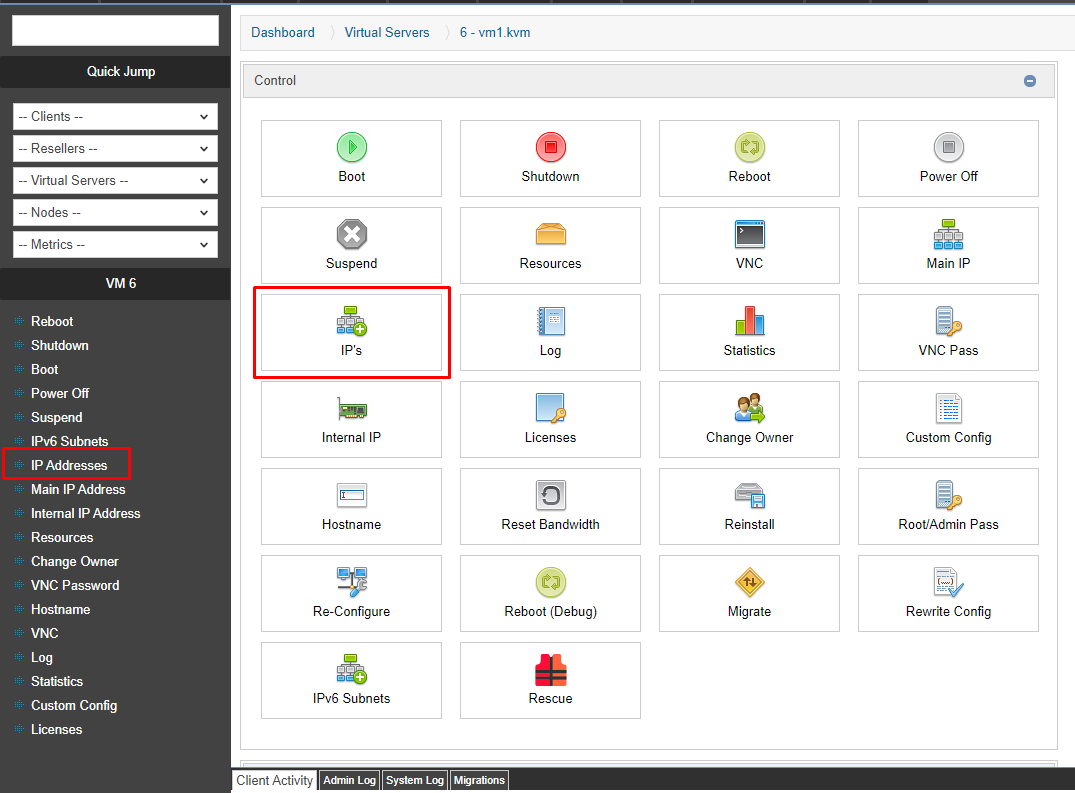 Quick Jump
-- Clients --
-- Resellers --
-- Virtual Servers --
-- Nodes --
-- Metrics --
VM 6
Reboot
Shutdown
Boot
Power Off
Suspend
IPv6 Subnets
IP Addresses
Main IP Address
Internal IP Address
Resources
Change Owner
VNC Password
Hostname
VNC
Log
Statistics
Custom Config
Licenses
Dashboard Virtual Servers 6 - vm1.kvm
Control
Boot Shutdown Reboot Power Off
Suspend Resources VNC Main IP
IP's Log Statistics VNC Pass
Internal IP Licenses Change Owner Custom Config
Hostname Reset Bandwidth Reinstall Root/Admin Pass
Re-Configure Reboot (Debug) Migrate Rewrite Config
IPv6 Subnets Rescue
Client Activity Admin Log System Log Migrations